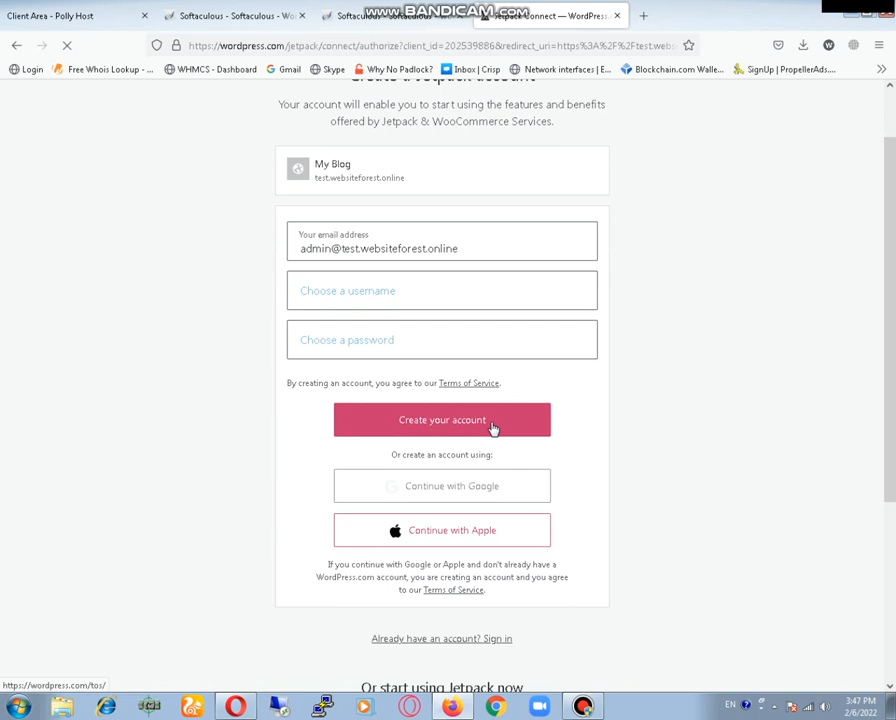 www.BANDICAM.com
Client Area - Polly Host
Softaculous - Softaculous - Wo
Softaculous - Softaculous - W
Jetpack Connect — WordPress.
https://wordpress.com/jetpack/connect/authorize?client_id=202539886&redirect_uri=https%3A%2F%2Ftest.webs
Login
Free Whois Lookup - ...
WHMCS - Dashboard
Gmail
Skype
Why No Padlock?
Inbox | Crisp
Network interfaces | E...
Blockchain.com Walle...
SignUp | PropellerAds....
Create a Jetpack account
Your account will enable you to start using the features and benefits
offered by Jetpack & WooCommerce Services.
My Blog
test.websiteforest.online
Your email address
admin@test.websiteforest.online
Choose a username
Choose a password
By creating an account, you agree to our Terms of Service.
Create your account
Or create an account using:
Continue with Google
Continue with Apple
If you continue with Google or Apple and don't already have a
WordPress.com account, you are creating an account and you agree
to our Terms of Service.
Already have an account? Sign in
Or start using Jetpack now
https://wordpress.com/tos/
EN
3:47 PM
2/6/2022